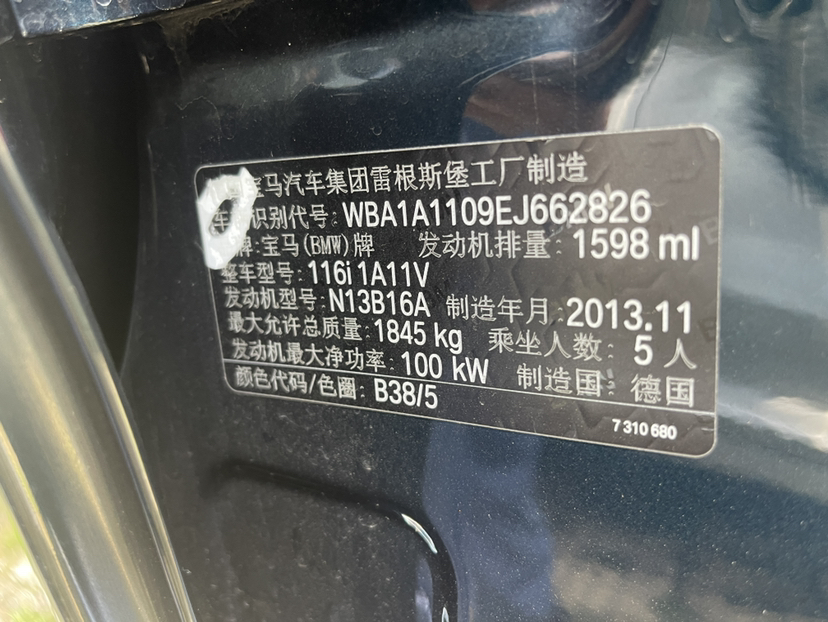 宝马汽车集团雷根斯堡工厂制造
车辆识别代号: WBA1A1109EJ662826
品牌: 宝马(BMW)牌 发动机排量: 1598 ml
整车型号: 116i 1A11V
发动机型号: N13B16A 制造年月: 2013.11
最大允许总质量: 1845 kg 乘坐人数: 5 人
发动机最大净功率: 100 kW 制造国: 德国
颜色代码/色圈: B38/5
7 310 680